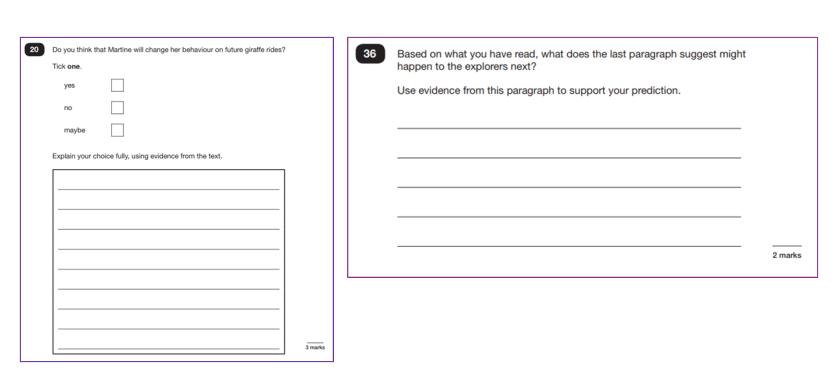 20 Do you think that Martine will change her behaviour on future giraffe rides?
Tick one.
yes
no
maybe
Explain your choice fully, using evidence from the text.
3 marks
36 Based on what you have read, what does the last paragraph suggest might
happen to the explorers next?
Use evidence from this paragraph to support your prediction.
2 marks